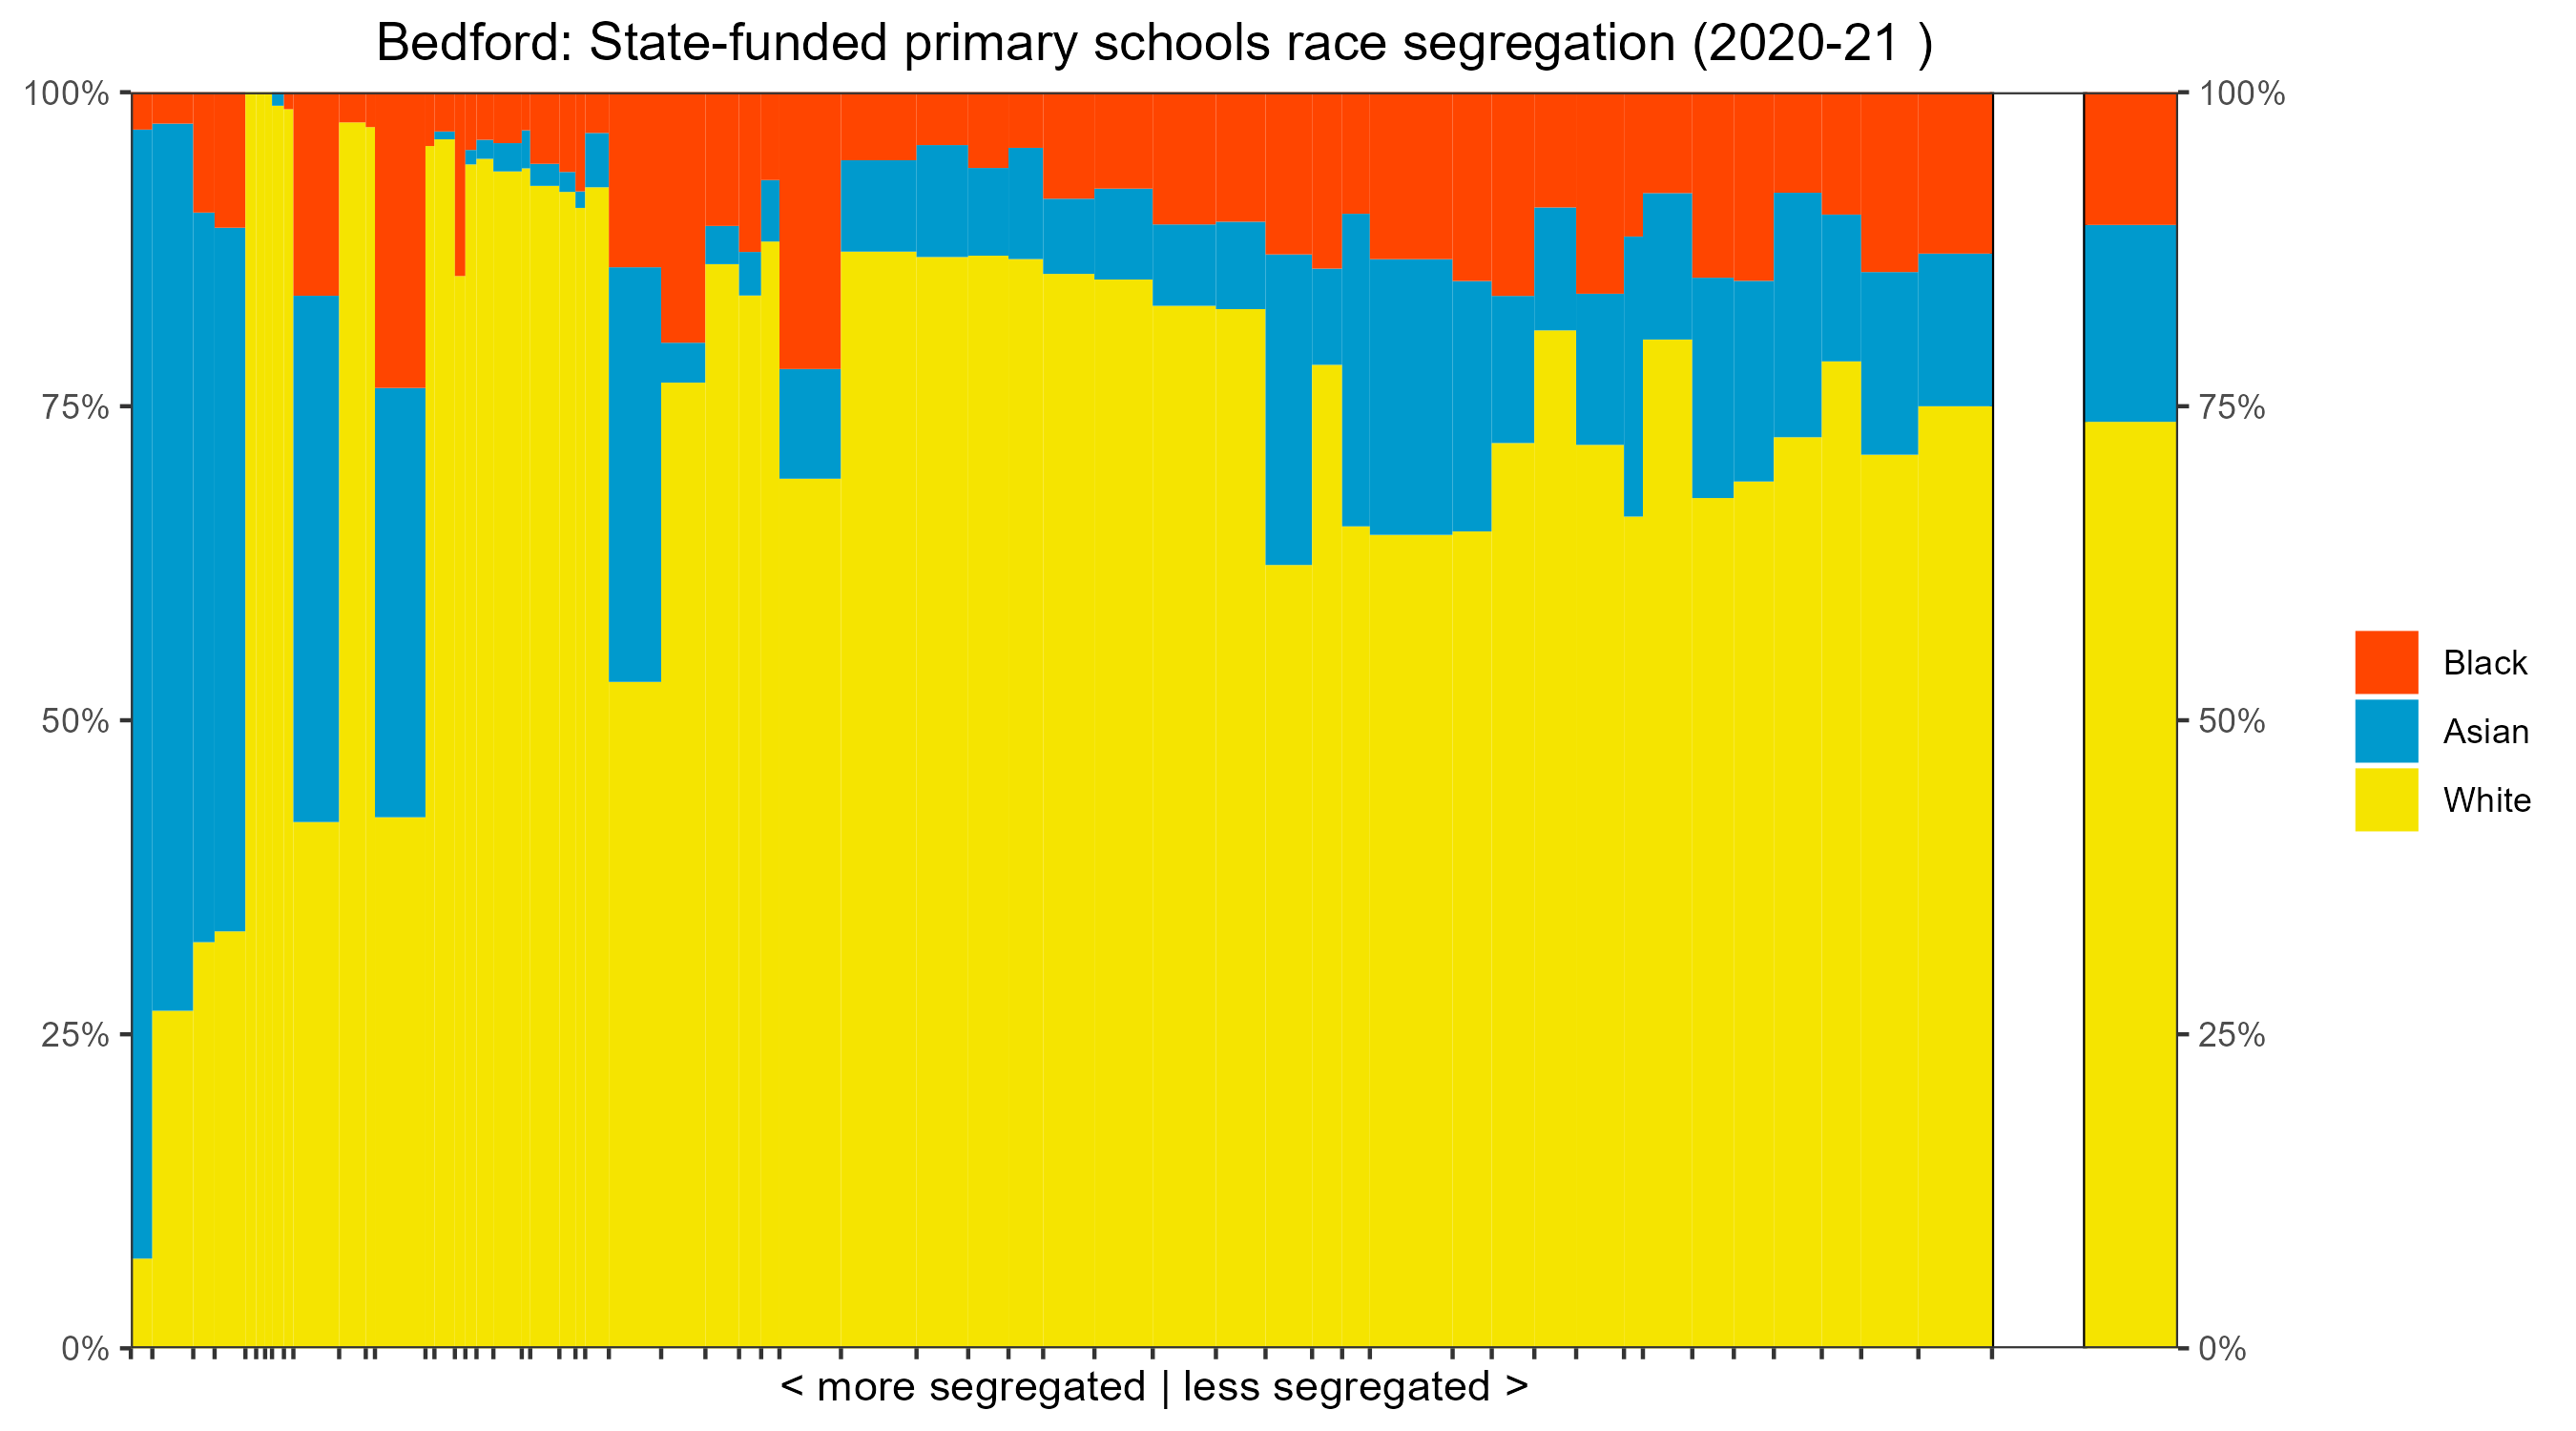 Bedford: State-funded primary schools race segregation (2020-21 )
100%
75%
50%
25%
0%
100%
75%
50%
25%
0%
Black
Asian
White
< more segregated | less segregated >